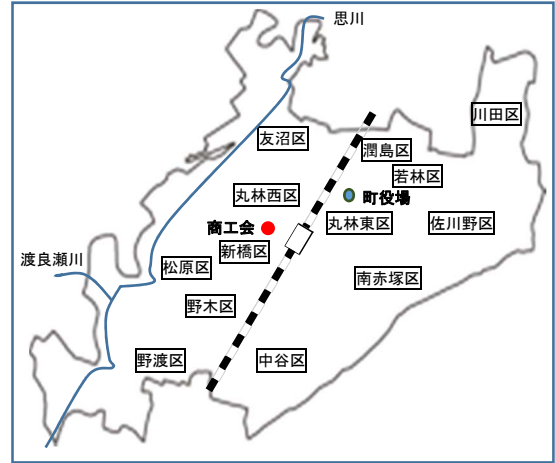 思川
川田区
友沼区
潤島区
若林区
丸林西区
町役場
商工会
丸林東区
佐川野区
新橋区
渡良瀬川
松原区
南赤塚区
野木区
野渡区
中谷区